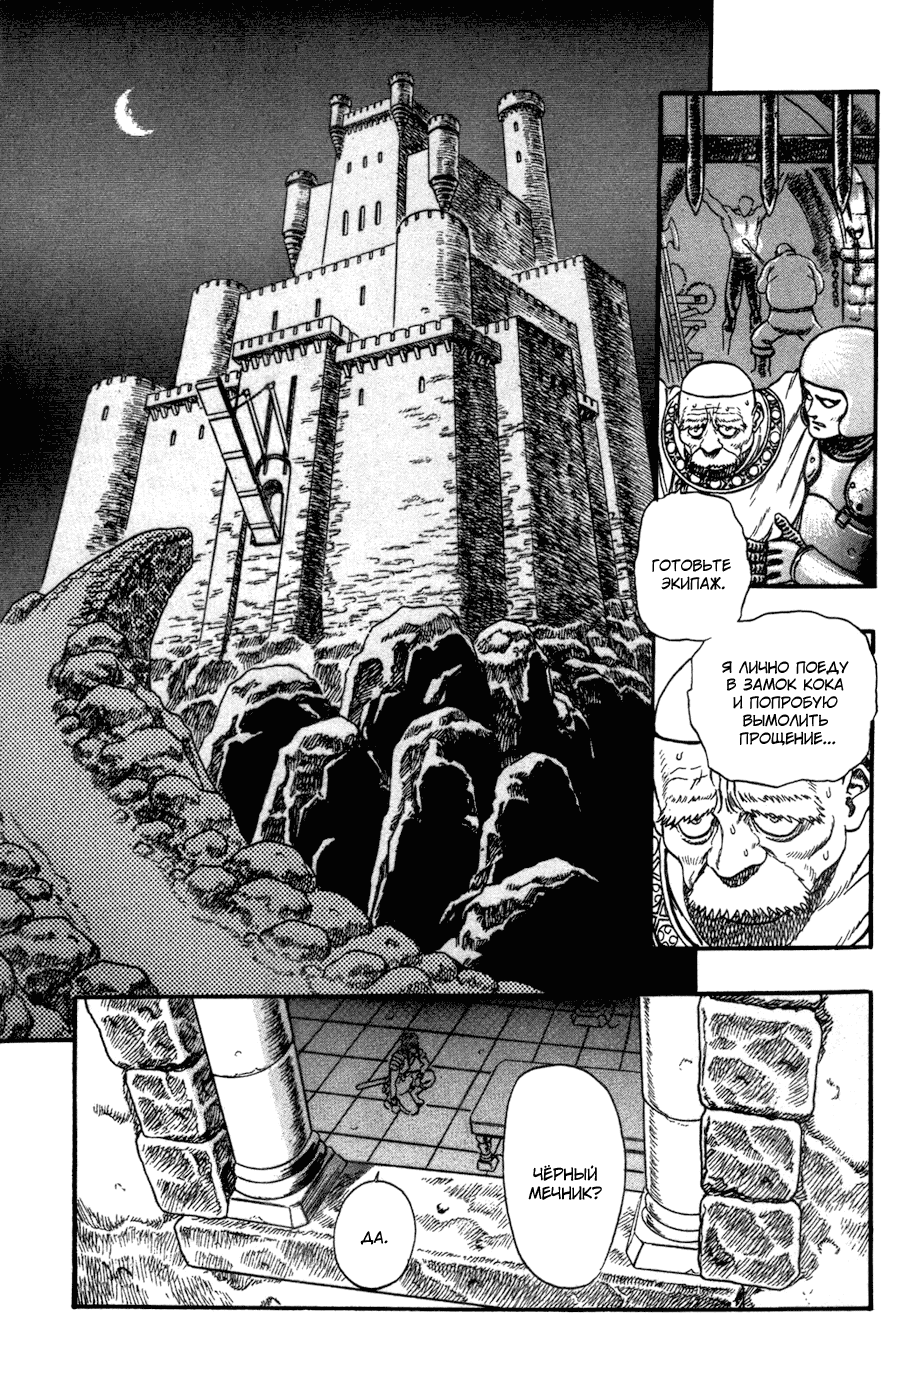 ГОТОВЬТЕ
ЭКИПАЖ.
Я ЛИЧНО ПОЕДУ
В ЗАМОК КОКА
И ПОПРОБУЮ
ВЫМОЛИТЬ
ПРОЩЕНИЕ...
ЧЁРНЫЙ
МЕЧНИК?
ДА.